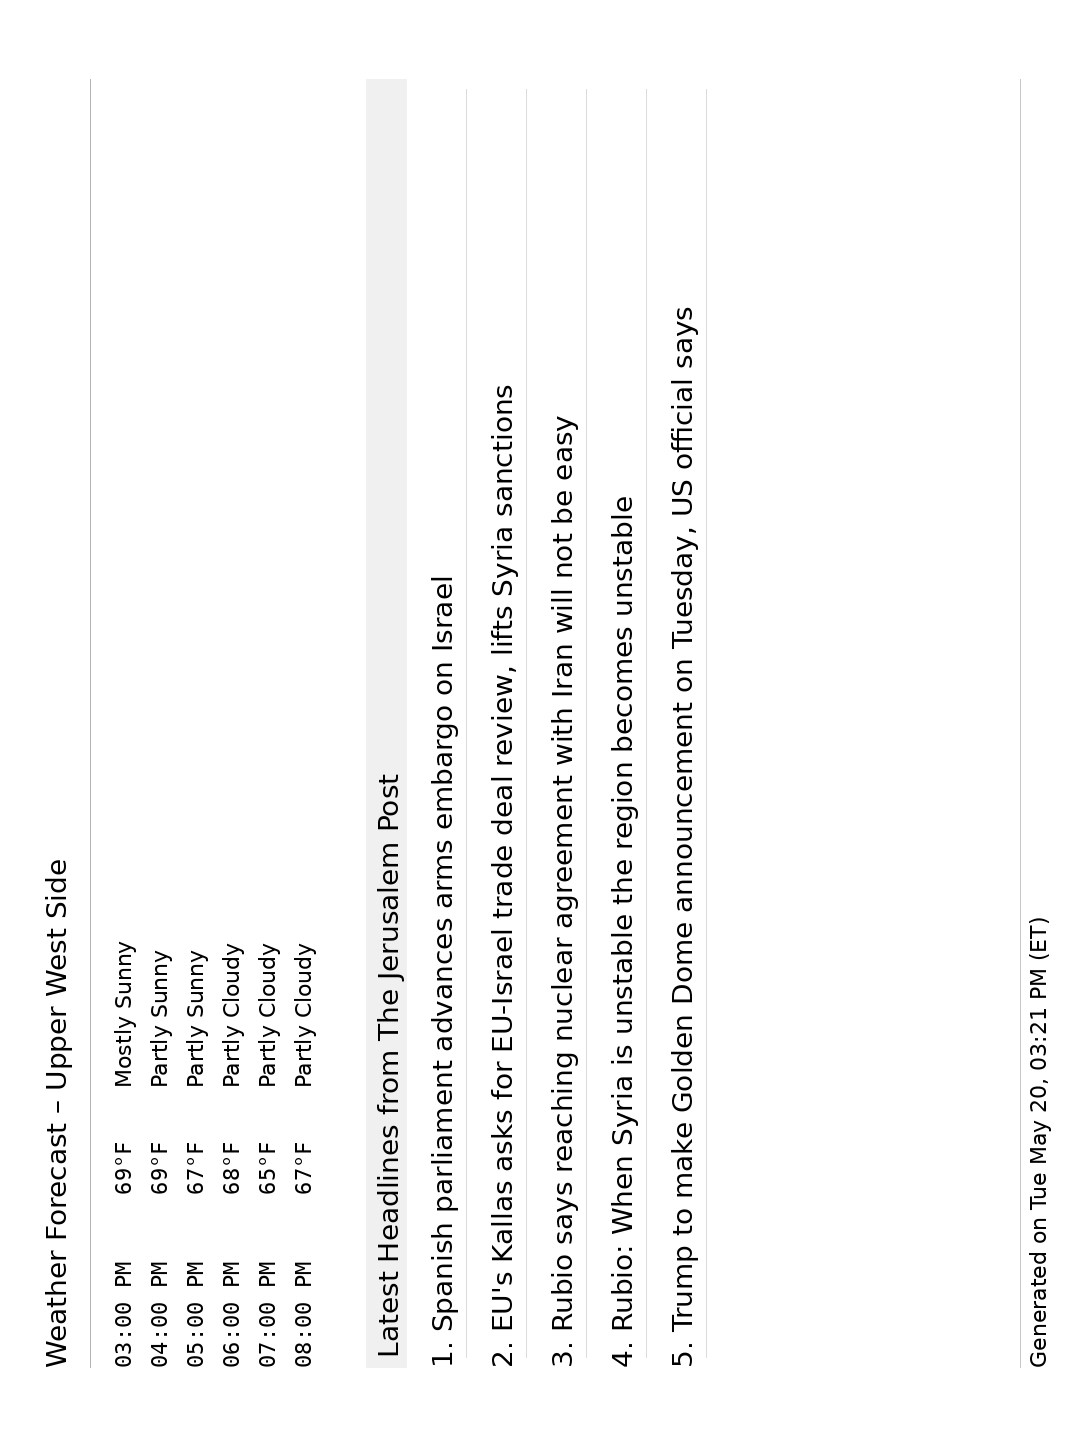 Weather Forecast – Upper West Side
03:00 PM 69°F Mostly Sunny
04:00 PM 69°F Partly Sunny
05:00 PM 67°F Partly Sunny
06:00 PM 68°F Partly Cloudy
07:00 PM 65°F Partly Cloudy
08:00 PM 67°F Partly Cloudy
Latest Headlines from The Jerusalem Post
1. Spanish parliament advances arms embargo on Israel
2. EU's Kallas asks for EU-Israel trade deal review, lifts Syria sanctions
3. Rubio says reaching nuclear agreement with Iran will not be easy
4. Rubio: When Syria is unstable the region becomes unstable
5. Trump to make Golden Dome announcement on Tuesday, US official says
Generated on Tue May 20, 03:21 PM (ET)